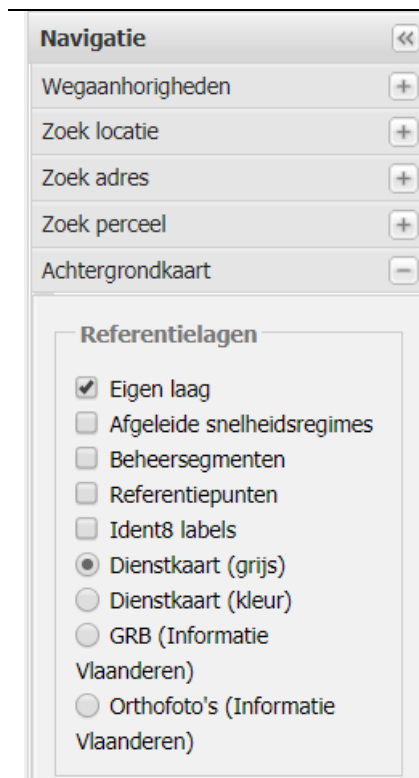 Navigatie
Wegaanhorigheden
Zoek locatie
Zoek adres
Zoek perceel
Achtergrondkaart
Referentielagen
Eigen laag
Afgeleide snelheidsregimes
Beheersegmenten
Referentiepunten
Ident8 labels
Dienstkaart (grijs)
Dienstkaart (kleur)
GRB (Informatie
Vlaanderen)
Orthofoto's (Informatie
Vlaanderen)